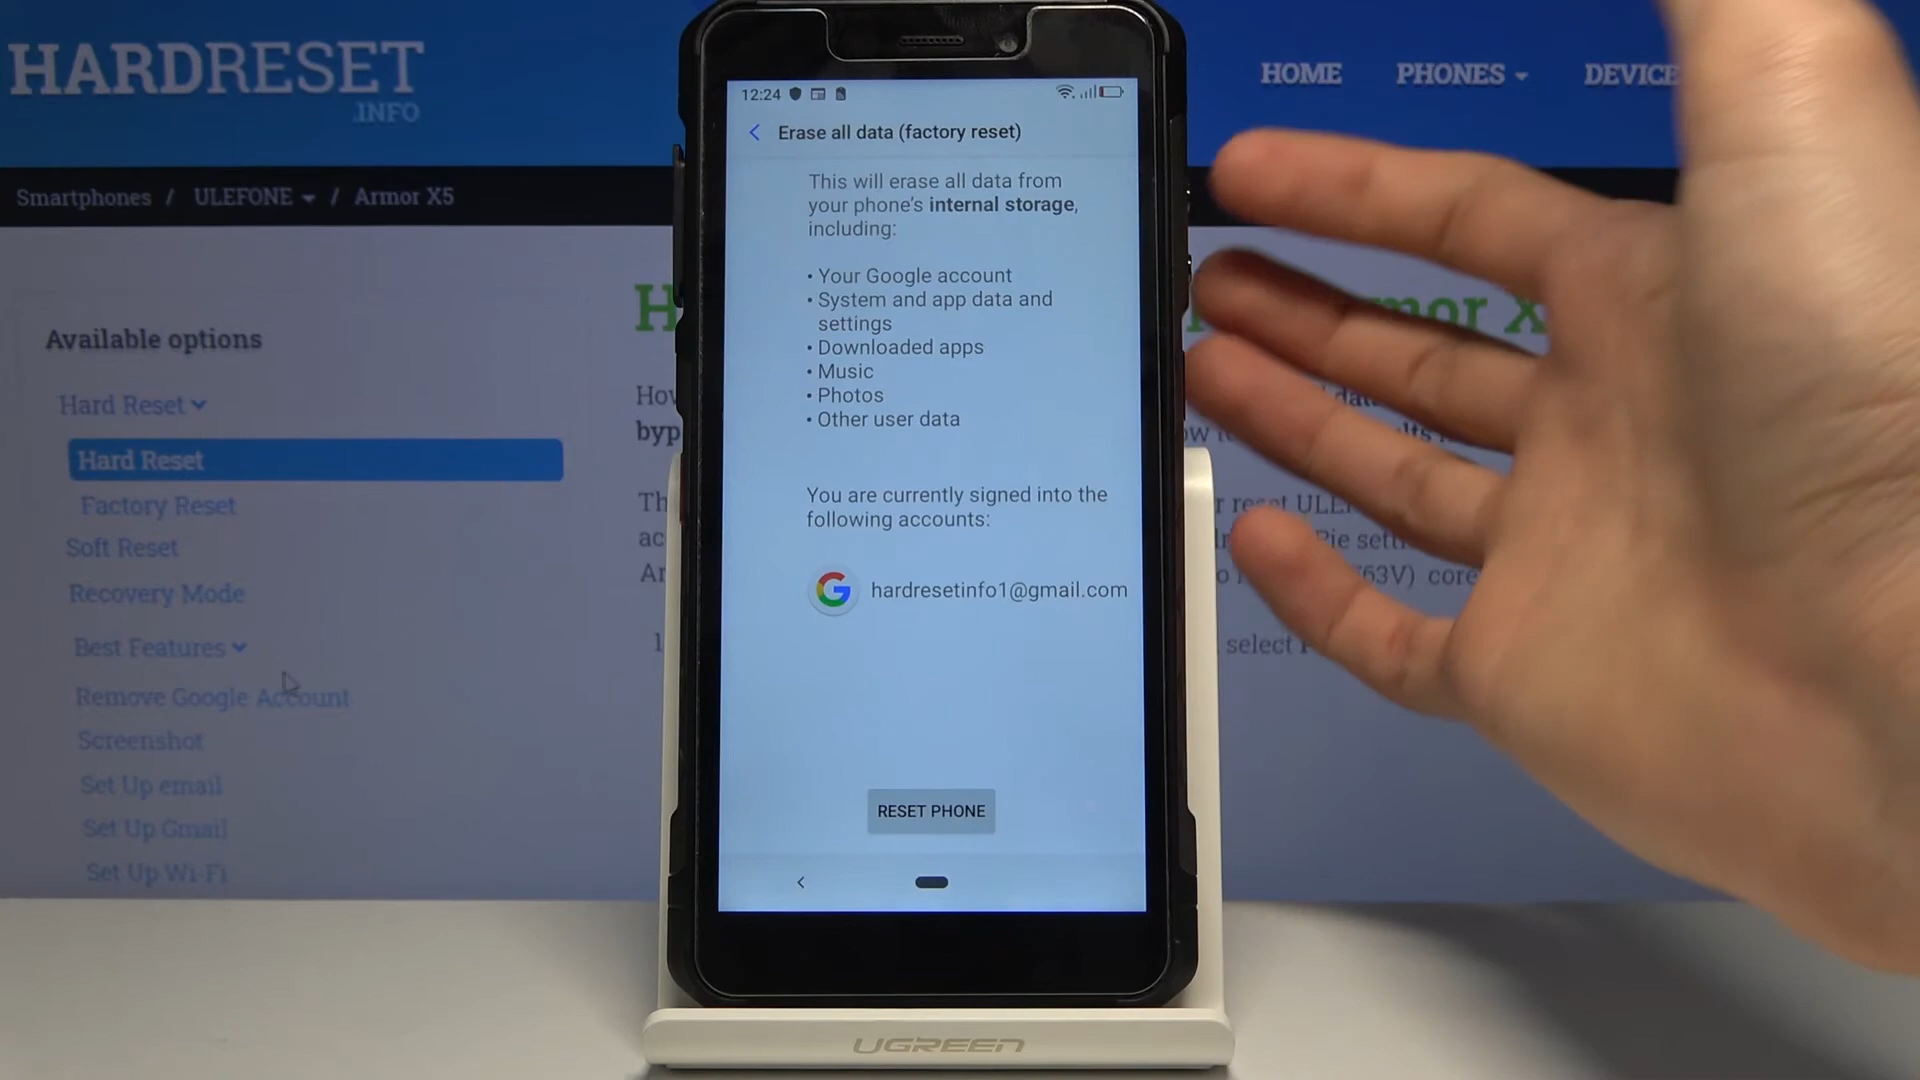 HARDRESET
.INFO
HOME PHONES DEVICE
Smartphones / ULEFONE / Armor X5
Available options
Hard Reset
Hard Reset
Factory Reset
Soft Reset
Recovery Mode
Best Features
Remove Google Account
Screenshot
Set Up email
Set Up Gmail
Set Up Wi-Fi
12:24
Erase all data (factory reset)
This will erase all data from
your phone's internal storage,
including:
• Your Google account
• System and app data and
settings
• Downloaded apps
• Music
• Photos
• Other user data
You are currently signed into the
following accounts:
G hardresetinfo1@gmail.com
RESET PHONE
UGREEN